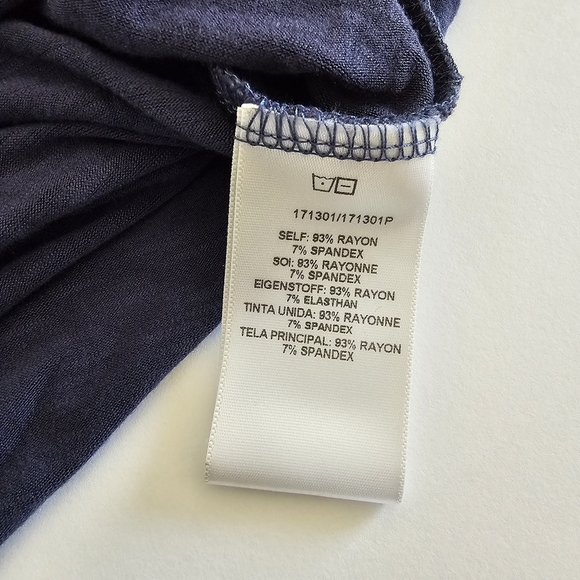 171301/171301P
SELF: 93% RAYON
7% SPANDEX
SOI: 93% RAYONNE
7% SPANDEX
EIGENSTOFF: 93% RAYON
7% ELASTHAN
TINTA UNIDA: 93% RAYONNE
7% SPANDEX
TELA PRINCIPAL: 93% RAYON
7% SPANDEX